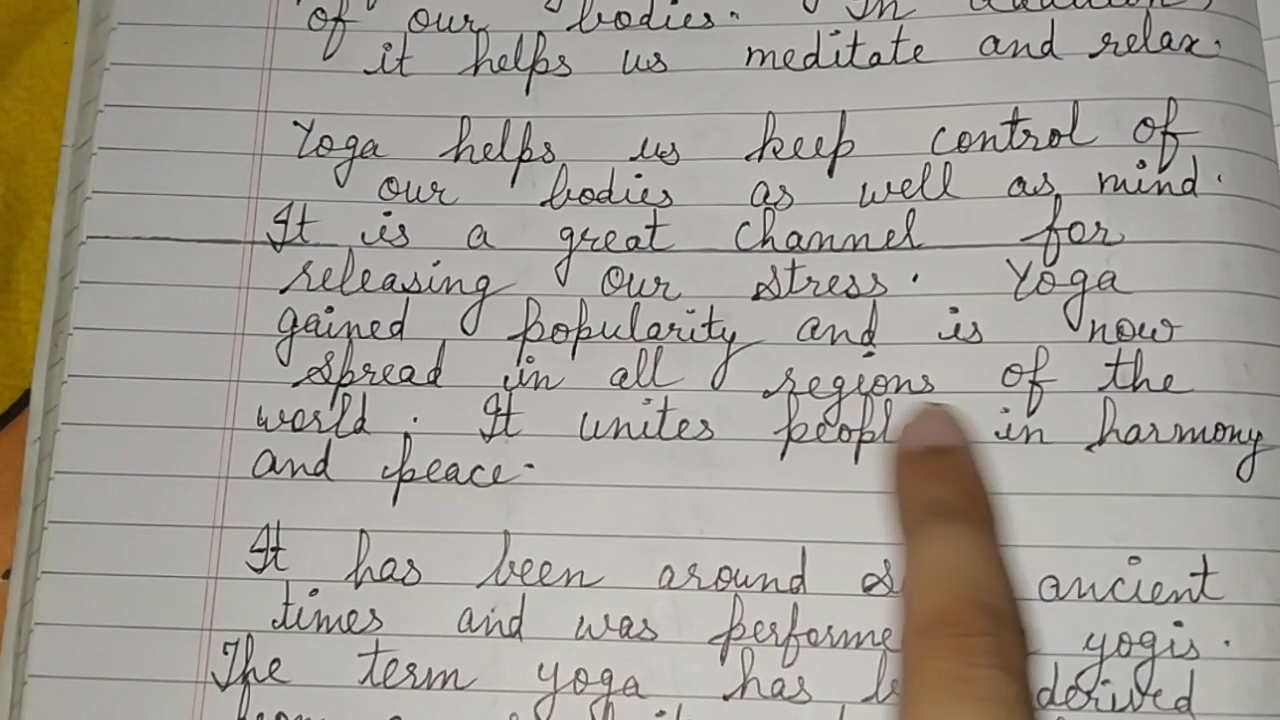 of our bodies. In addition,
it helps us meditate and relax.
Yoga helps us keep control of
our bodies as well as mind.
It is a great channel for
releasing our stress. Yoga
gained popularity and is now
spread in all regions of the
world. It unites in harmony
and peace.
It has been around ancient
times and was yogis.
The term yoga has derived